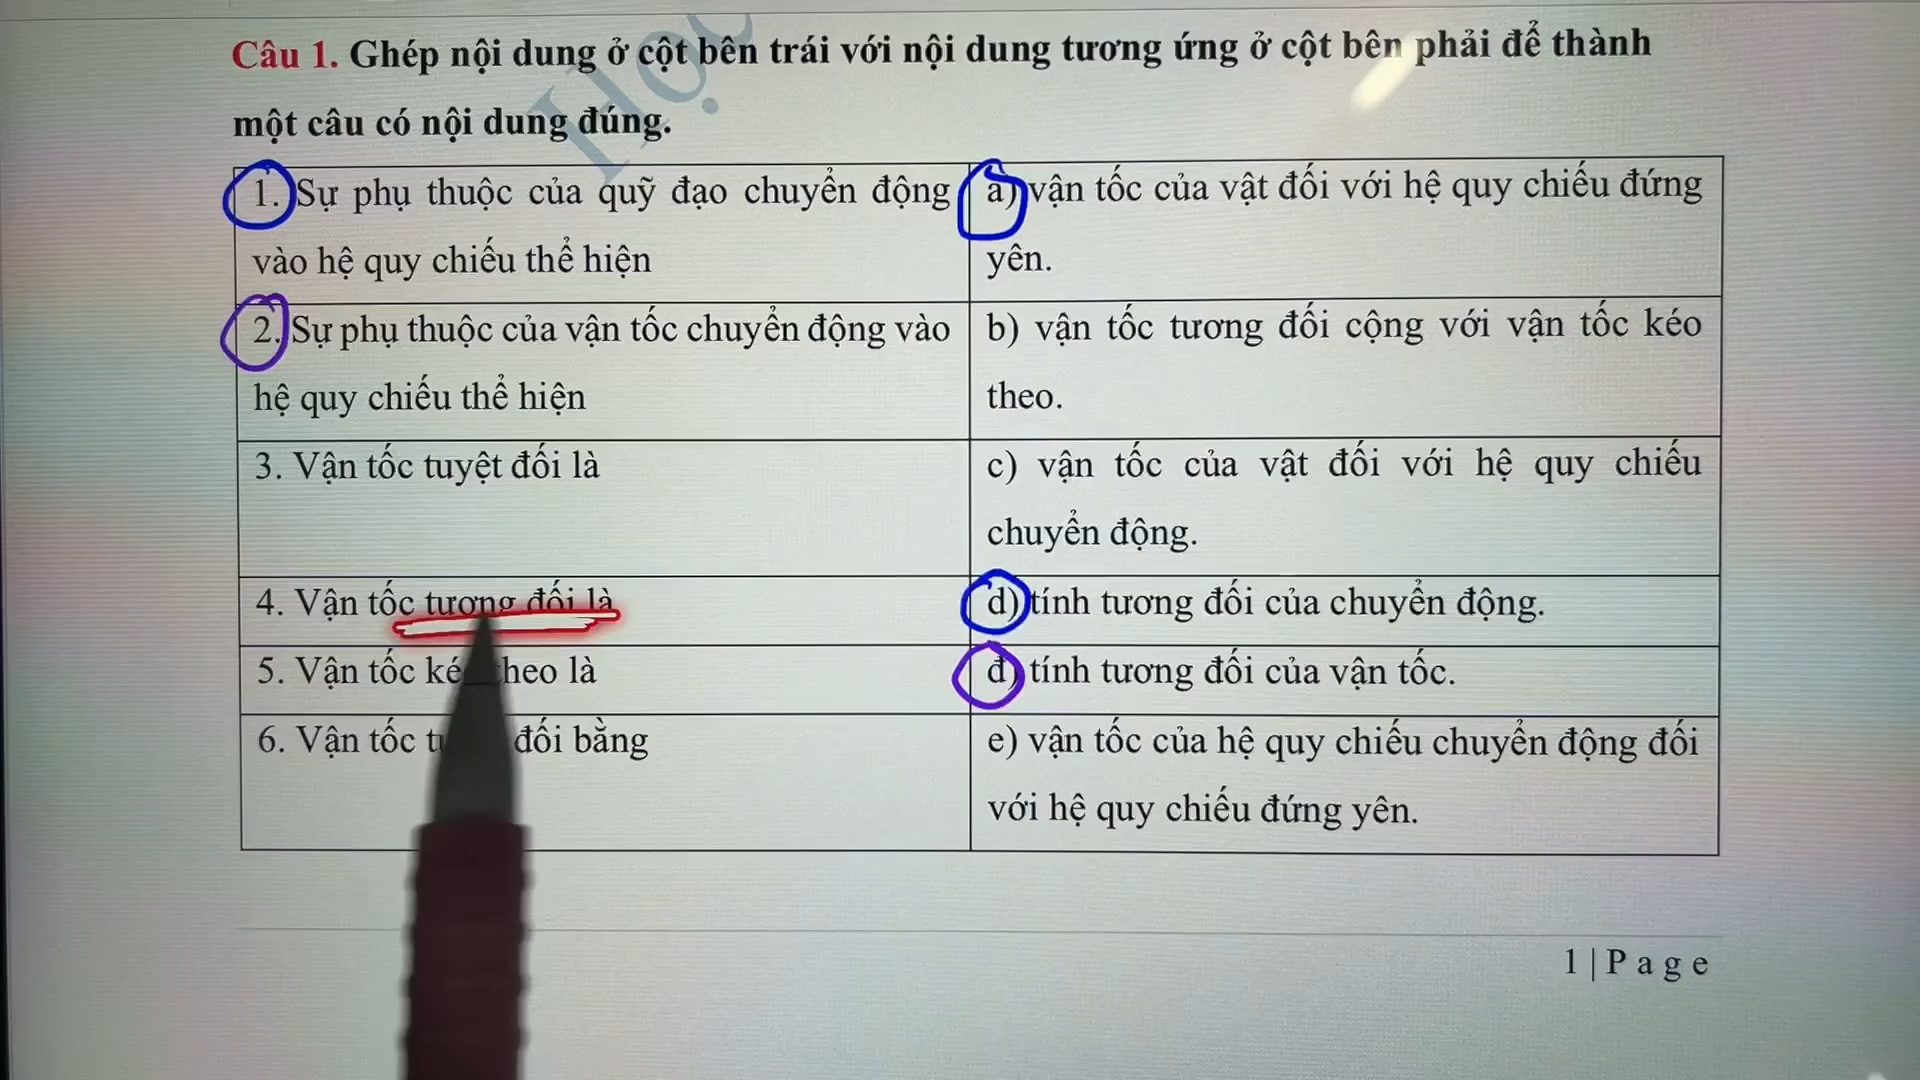 Học
Câu 1. Ghép nội dung ở cột bên trái với nội dung tương ứng ở cột bên phải để thành
một câu có nội dung đúng.
1. Sự phụ thuộc của quỹ đạo chuyển động
vào hệ quy chiếu thể hiện
a) vận tốc của vật đối với hệ quy chiếu đứng
yên.
2. Sự phụ thuộc của vận tốc chuyển động vào
hệ quy chiếu thể hiện
b) vận tốc tương đối cộng với vận tốc kéo
theo.
3. Vận tốc tuyệt đối là
c) vận tốc của vật đối với hệ quy chiếu
chuyển động.
4. Vận tốc tương đối là
d) tính tương đối của chuyển động.
5. Vận tốc theo là
đ) tính tương đối của vận tốc.
6. Vận tốc đối bằng
e) vận tốc của hệ quy chiếu chuyển động đối
với hệ quy chiếu đứng yên.
1 | P a g e